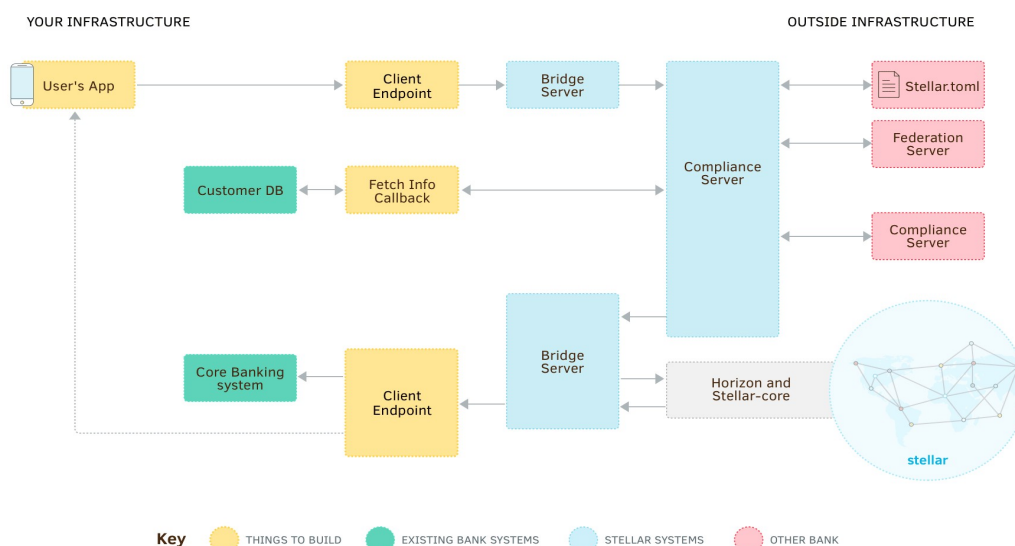 YOUR INFRASTRUCTURE
OUTSIDE INFRASTRUCTURE
User's App
Client
Endpoint
Bridge
Server
Compliance
Server
Stellar.toml
Federation
Server
Customer DB
Fetch Info
Callback
Compliance
Server
Core Banking
system
Client
Endpoint
Bridge
Server
Horizon and
Stellar-core
stellar
Key
THINGS TO BUILD
EXISTING BANK SYSTEMS
STELLAR SYSTEMS
OTHER BANK